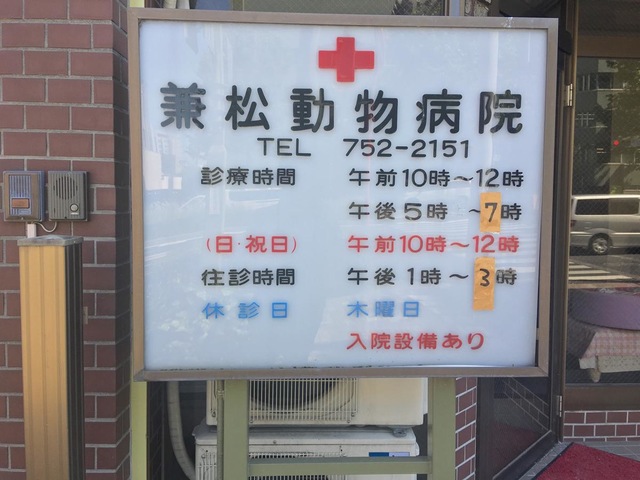 兼松動物病院
TEL 752-2151
診療時間 午前10時～12時
午後5時～7時
(日・祝日) 午前10時～12時
往診時間 午後1時～3時
休診日 木曜日
入院設備あり